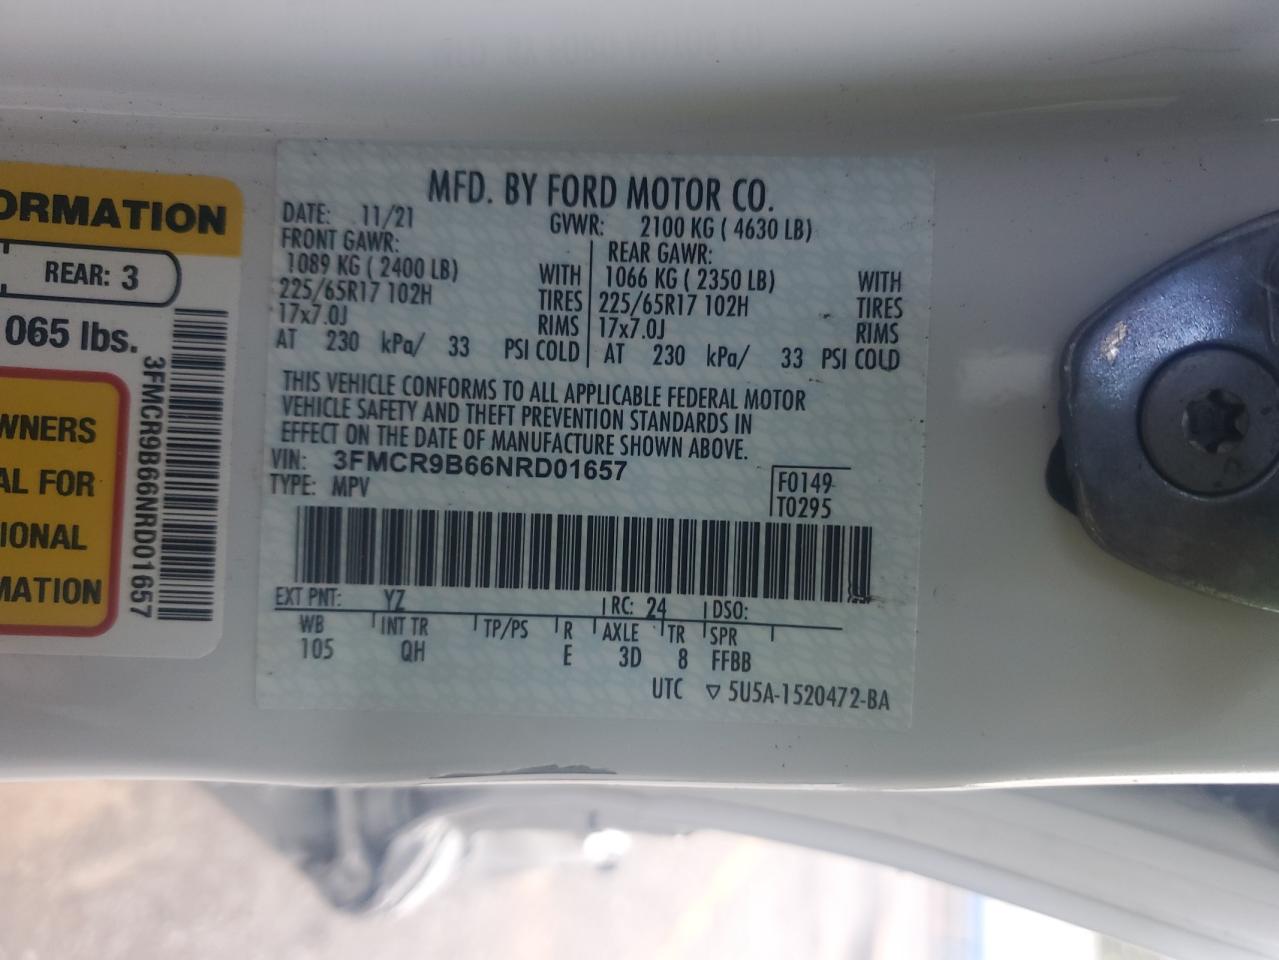 ORMATION
REAR: 3
065 lbs.
WNERS
AL FOR
IONAL
MATION
3FMCR9B66NRD01657
MFD. BY FORD MOTOR CO.
DATE: 11/21 GVWR: 2100 KG ( 4630 LB)
FRONT GAWR: REAR GAWR:
1089 KG ( 2400 LB) WITH 1066 KG ( 2350 LB) WITH
225/65R17 102H TIRES 225/65R17 102H TIRES
17x7.0J RIMS 17x7.0J RIMS
AT 230 kPa/ 33 PSI COLD AT 230 kPa/ 33 PSI COLD
THIS VEHICLE CONFORMS TO ALL APPLICABLE FEDERAL MOTOR
VEHICLE SAFETY AND THEFT PREVENTION STANDARDS IN
EFFECT ON THE DATE OF MANUFACTURE SHOWN ABOVE.
VIN: 3FMCR9B66NRD01657
TYPE: MPV
F0149
T0295
EXT PNT: YZ RC: 24 DSO:
WB INT TR TP/PS R AXLE TR SPR
105 QH E 3D 8 FFBB
UTC ▽ 5U5A-1520472-BA